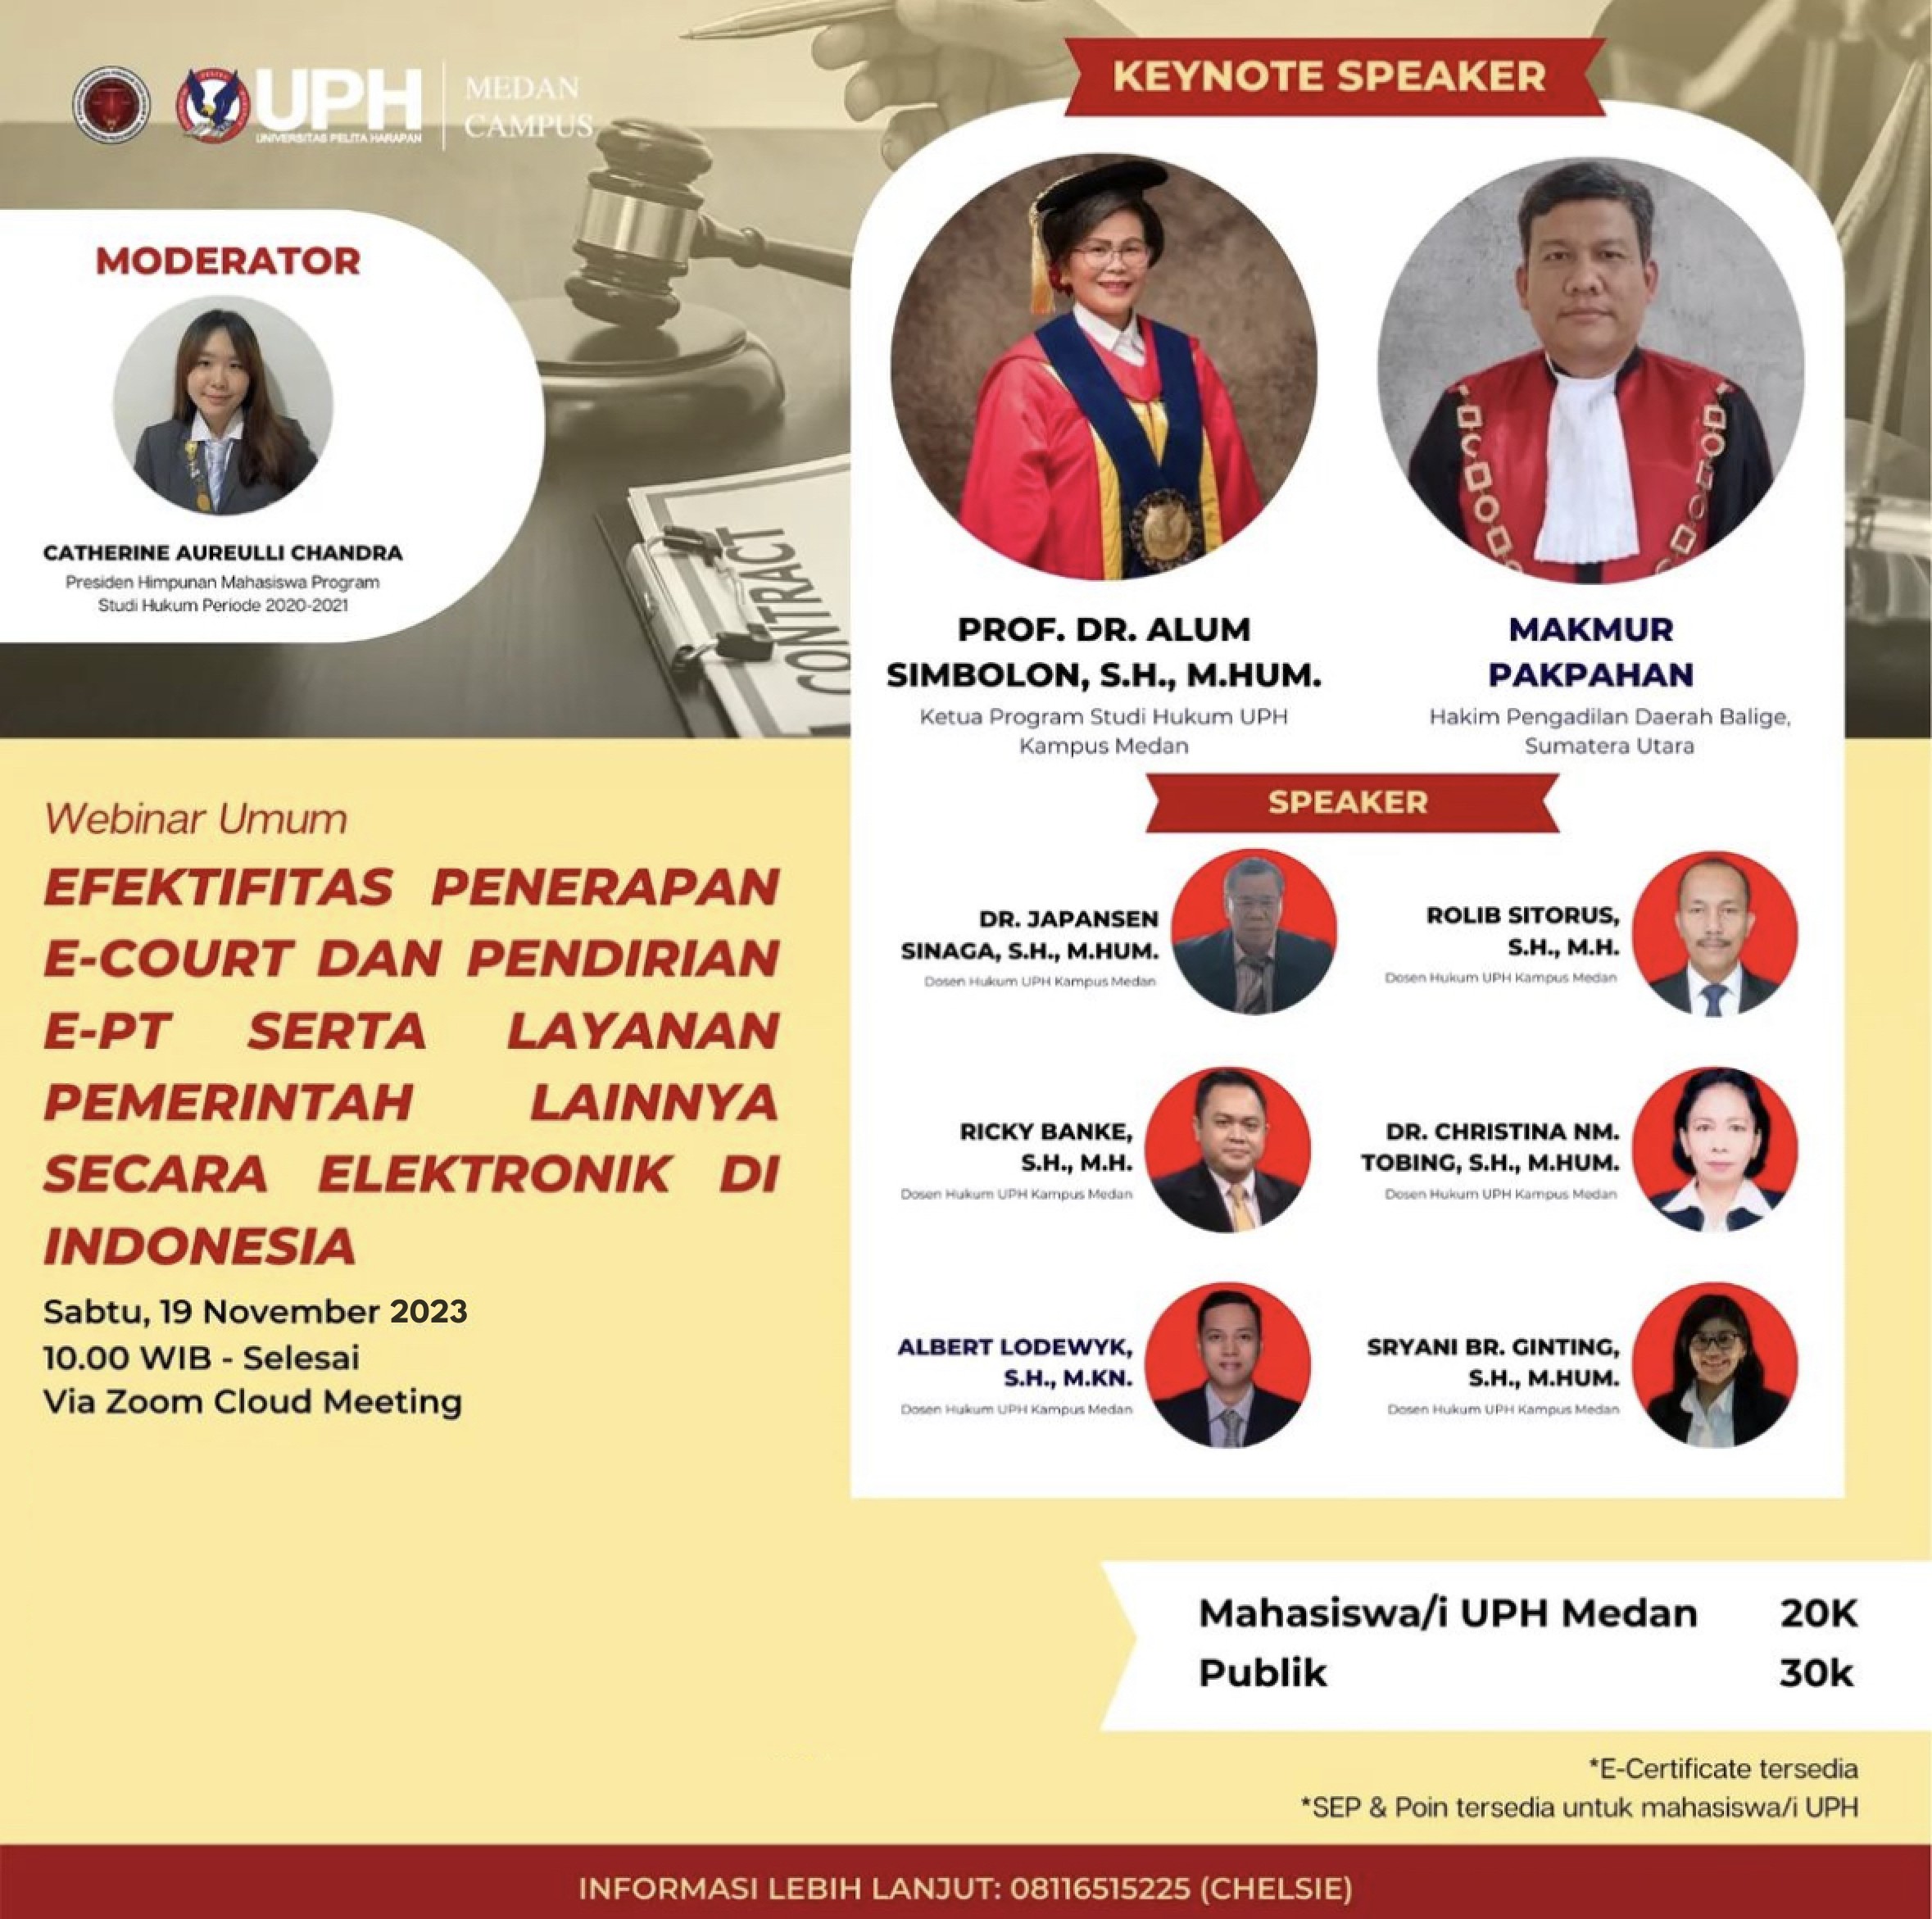 UPH
UNIVERSITAS PELITA HARAPAN
MEDAN
CAMPUS
MODERATOR
CATHERINE AUREULLI CHANDRA
Presiden Himpunan Mahasiswa Program
Studi Hukum Periode 2020-2021
CONTRACT
KEYNOTE SPEAKER
PROF. DR. ALUM
SIMBOLON, S.H., M.HUM.
Ketua Program Studi Hukum UPH
Kampus Medan
MAKMUR
PAKPAHAN
Hakim Pengadilan Daerah Balige,
Sumatera Utara
Webinar Umum
EFEKTIFITAS PENERAPAN
E-COURT DAN PENDIRIAN
E-PT SERTA LAYANAN
PEMERINTAH LAINNYA
SECARA ELEKTRONIK DI
INDONESIA
Sabtu, 19 November 2023
10.00 WIB - Selesai
Via Zoom Cloud Meeting
SPEAKER
DR. JAPANSEN
SINAGA, S.H., M.HUM.
Dosen Hukum UPH Kampus Medan
ROLIB SITORUS,
S.H., M.H.
Dosen Hukum UPH Kampus Medan
RICKY BANKE,
S.H., M.H.
Dosen Hukum UPH Kampus Medan
DR. CHRISTINA NM.
TOBING, S.H., M.HUM.
Dosen Hukum UPH Kampus Medan
ALBERT LODEWYK,
S.H., M.KN.
Dosen Hukum UPH Kampus Medan
SRYANI BR. GINTING,
S.H., M.HUM.
Dosen Hukum UPH Kampus Medan
Mahasiswa/i UPH Medan 20K
Publik 30k
*E-Certificate tersedia
*SEP & Poin tersedia untuk mahasiswa/i UPH
INFORMASI LEBIH LANJUT: 08116515225 (CHELSIE)